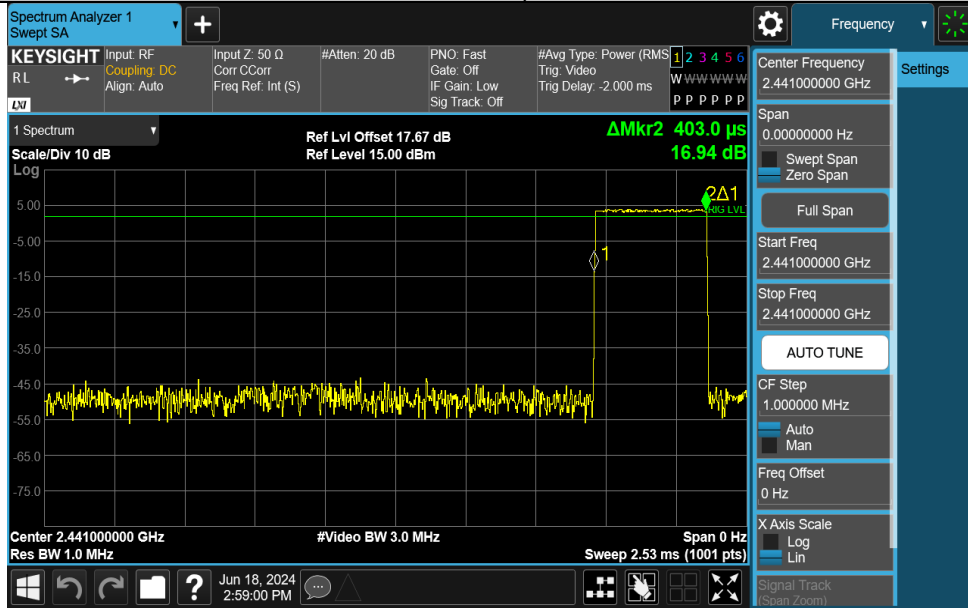 Spectrum Analyzer 1
Swept SA
Frequency
KEYSIGHT
RL
LXI
Input: RF
Coupling: DC
Align: Auto
Input Z: 50 Ω
Corr CCorr
Freq Ref: Int (S)
#Atten: 20 dB
PNO: Fast
Gate: Off
IF Gain: Low
Sig Track: Off
#Avg Type: Power (RMS
Trig: Video
Trig Delay: -2.000 ms
1 2 3 4 5 6
W W W W W W
P P P P P P
Settings
1 Spectrum
Scale/Div 10 dB
Log
Ref Lvl Offset 17.67 dB
Ref Level 15.00 dBm
ΔMkr2 403.0 µs
16.94 dB
5.00
-5.00
-15.0
-25.0
-35.0
-45.0
-55.0
-65.0
-75.0
2Δ1
TRIG LVL
1
Center 2.441000000 GHz
Res BW 1.0 MHz
#Video BW 3.0 MHz
Span 0 Hz
Sweep 2.53 ms (1001 pts)
Center Frequency
2.441000000 GHz
Span
0.00000000 Hz
Swept Span
Zero Span
Full Span
Start Freq
2.441000000 GHz
Stop Freq
2.441000000 GHz
AUTO TUNE
CF Step
1.000000 MHz
Auto
Man
Freq Offset
0 Hz
X Axis Scale
Log
Lin
Signal Track
(Span Zoom)
?
Jun 18, 2024
2:59:00 PM